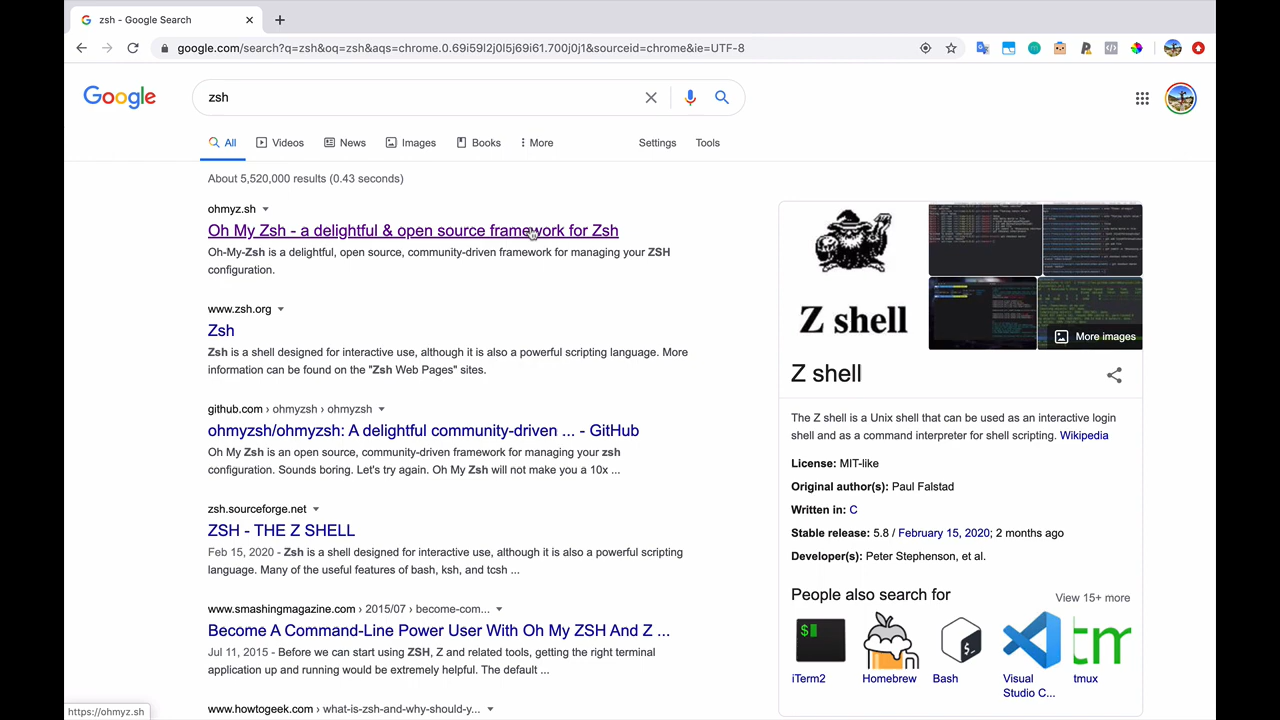 zsh - Google Search
google.com/search?q=zsh&oq=zsh&aqs=chrome.0.69i59l2j0l5j69i61.700j0j1&sourceid=chrome&ie=UTF-8
Google
zsh
All
Videos
News
Images
Books
More
Settings
Tools
About 5,520,000 results (0.43 seconds)
ohmyz.sh
Oh My Zsh - a delightful & open source framework for Zsh
Oh-My-Zsh is a delightful, open source, community-driven framework for managing your ZSH
configuration.
www.zsh.org
Zsh
Zsh is a shell designed for interactive use, although it is also a powerful scripting language. More
information can be found on the "Zsh Web Pages" sites.
github.com › ohmyzsh › ohmyzsh
ohmyzsh/ohmyzsh: A delightful community-driven ... - GitHub
Oh My Zsh is an open source, community-driven framework for managing your zsh
configuration. Sounds boring. Let's try again. Oh My Zsh will not make you a 10x ...
zsh.sourceforge.net
ZSH - THE Z SHELL
Feb 15, 2020 - Zsh is a shell designed for interactive use, although it is also a powerful scripting
language. Many of the useful features of bash, ksh, and tcsh ...
www.smashingmagazine.com › 2015/07 › become-com...
Become A Command-Line Power User With Oh My ZSH And Z ...
Jul 11, 2015 - Before we can start using ZSH, Z and related tools, getting the right terminal
application up and running would be extremely helpful. The default ...
www.howtogeek.com › what-is-zsh-and-why-should-y...
https://ohmyz.sh
Z shell
More images
Z shell
The Z shell is a Unix shell that can be used as an interactive login
shell and as a command interpreter for shell scripting. Wikipedia
License: MIT-like
Original author(s): Paul Falstad
Written in: C
Stable release: 5.8 / February 15, 2020; 2 months ago
Developer(s): Peter Stephenson, et al.
People also search for
View 15+ more
$
tm
iTerm2
Homebrew
Bash
Visual
Studio C...
tmux